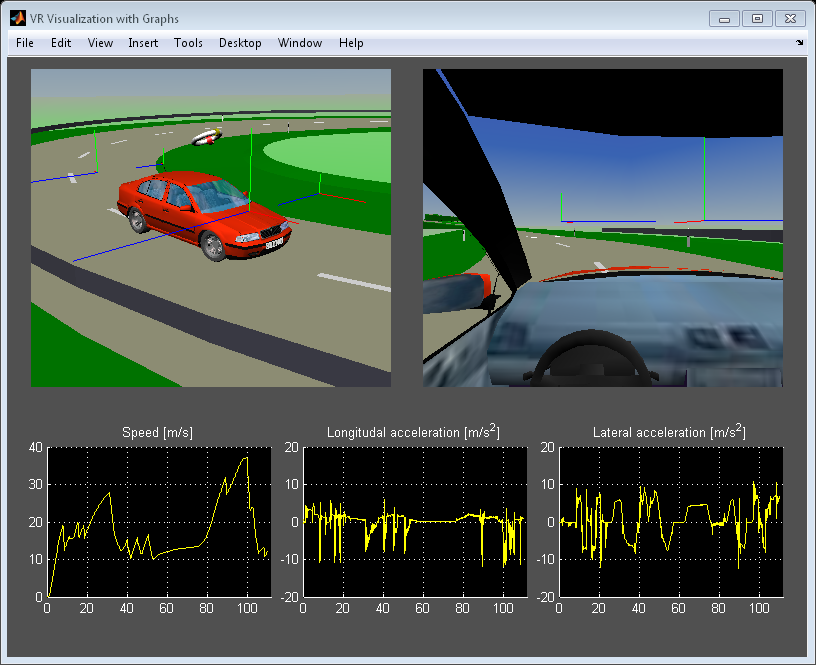 VR Visualization with Graphs
File Edit View Insert Tools Desktop Window Help
Speed [m/s]
40
30
20
10
0
0 20 40 60 80 100
Longitudal acceleration [m/s²]
20
10
0
-10
-20
0 20 40 60 80 100
Lateral acceleration [m/s²]
20
10
0
-10
-20
0 20 40 60 80 100